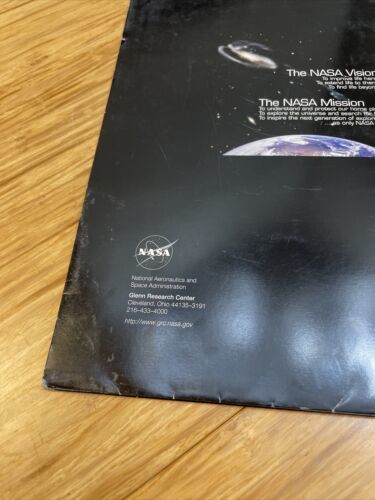 The NASA Vision
To improve life here
To extend life to there
To find life beyond
The NASA Mission
To understand and protect our home
To explore the universe and search for
To inspire the next generation of explorers
...as only NASA
NASA
National Aeronautics and
Space Administration
Glenn Research Center
Cleveland, Ohio 44135-3191
216-433-4000
http://www.grc.nasa.gov